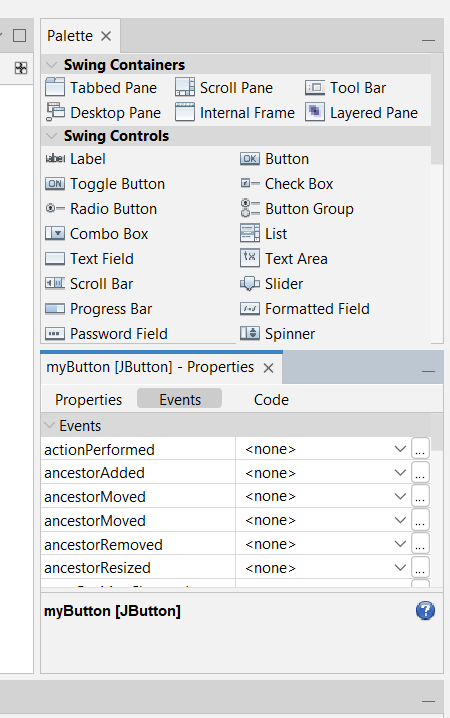 Palette
Swing Containers
Tabbed Pane Scroll Pane Tool Bar
Desktop Pane Internal Frame Layered Pane
Swing Controls
label Label OK Button
ON Toggle Button Check Box
Radio Button Button Group
Combo Box List
Text Field Text Area
Scroll Bar Slider
Progress Bar Formatted Field
Password Field Spinner
myButton [JButton] - Properties
Properties Events Code
Events
actionPerformed <none> ...
ancestorAdded <none> ...
ancestorMoved <none> ...
ancestorMoved <none> ...
ancestorRemoved <none> ...
ancestorResized <none> ...
myButton [JButton] ?